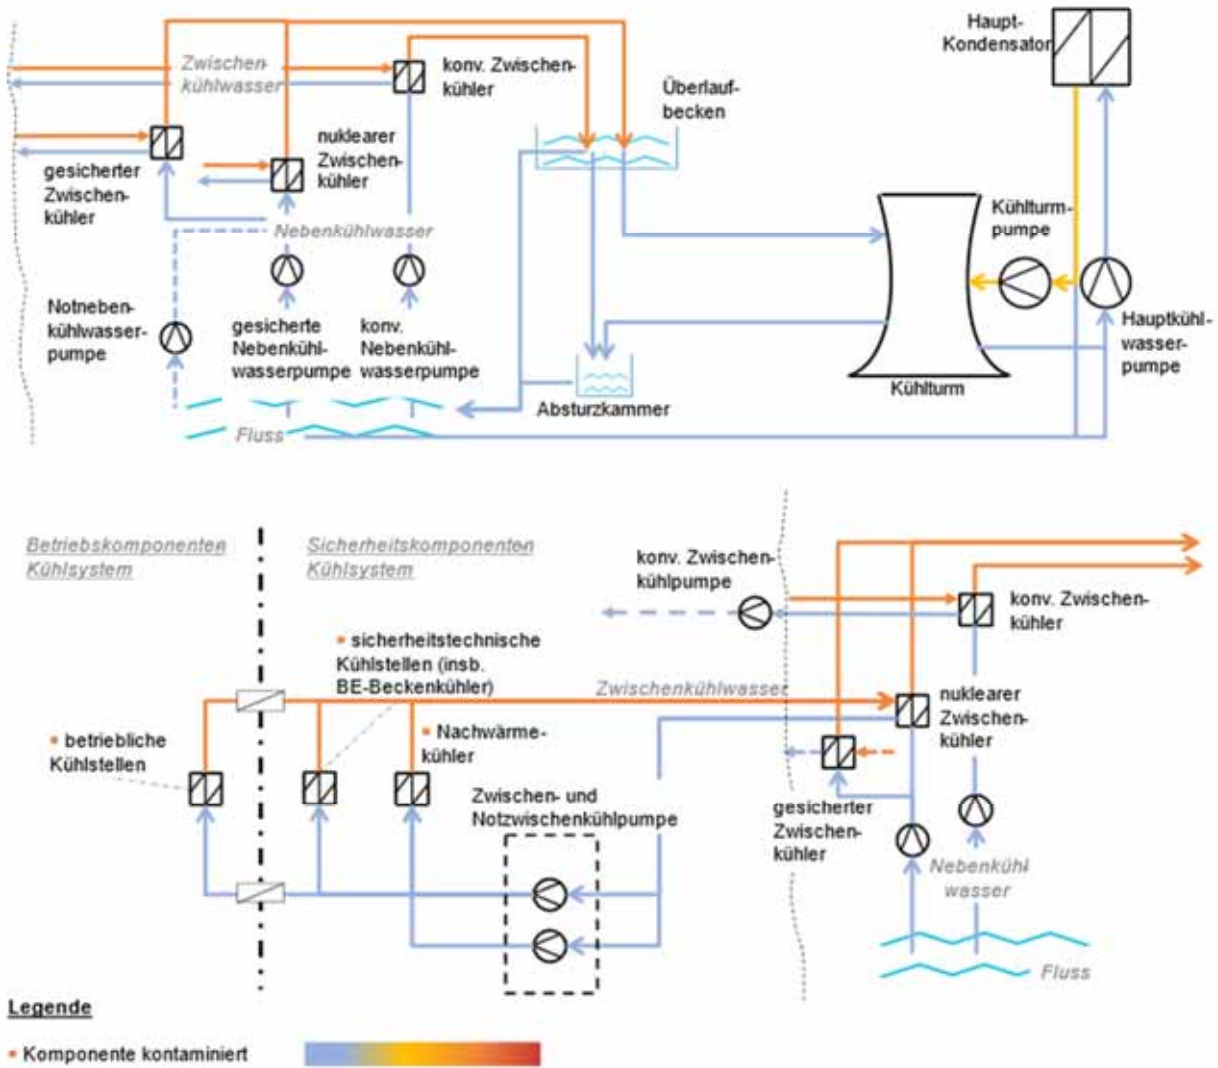 Haupt-
Kondensator
Zwischen-
kühlwasser
konv. Zwischen-
kühler
Überlauf-
becken
nuklearer
Zwischen-
kühler
gesicherter
Zwischen-
kühler
Nebenkühlwasser
Kühlturm-
pumpe
Notneben-
kühlwasser-
pumpe
gesicherte
Nebenkühl-
wasserpumpe
konv.
Nebenkühl-
wasserpumpe
Hauptkühl-
wasser-
pumpe
Kühlturm
Absturzkammer
Fluss
Betriebskomponenten
Kühlsystem
Sicherheitskomponenten
Kühlsystem
konv. Zwischen-
kühlpumpe
konv. Zwischen-
kühler
▪ sicherheitstechnische
Kühlstellen (insb.
BE-Beckenkühler)
Zwischenkühlwasser
nuklearer
Zwischen-
kühler
▪ betriebliche
Kühlstellen
▪ Nachwärme-
kühler
Zwischen- und
Notzwischenkühlpumpe
gesicherter
Zwischen-
kühler
Nebenkühl
wasser
Fluss
Legende
▪ Komponente kontaminiert